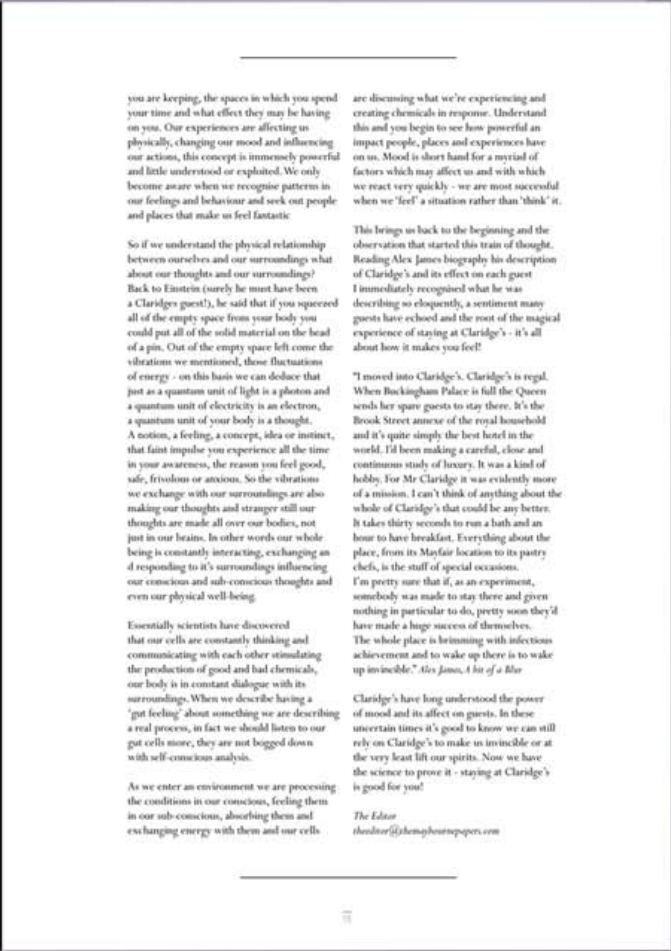 you are keeping, the spaces in which you spend
your time and what effect they may be having
on you. Our experiences are affecting us
physically, changing our mood and influencing
our actions, this concept is immensely powerful
and little understood or exploited. We only
become aware when we recognise patterns in
our feelings and behaviour and seek out people
and places that make us feel fantastic
So if we understand the physical relationship
between ourselves and our surroundings what
about our thoughts and our surroundings?
Back to Einstein (surely he must have been
a Claridges guest!), he said that if you squeezed
all of the empty space from your body you
could put all of the solid material on the head
of a pin. Out of the empty space left come the
vibrations we mentioned, those fluctuations
of energy - on this basis we can deduce that
just as a quantum unit of light is a photon and
a quantum unit of electricity is an electron,
a quantum unit of your body is a thought.
A notion, a feeling, a concept, idea or instinct,
that faint impulse you experience all the time
in your awareness, the reason you feel good,
safe, frivolous or anxious. So the vibrations
we exchange with our surroundings are also
making our thoughts and stranger still our
thoughts are made all over our bodies, not
just in our brains. In other words our whole
being is constantly interacting, exchanging an
d responding to it's surroundings influencing
our conscious and sub-conscious thoughts and
even our physical well-being.
Essentially scientists have discovered
that our cells are constantly thinking and
communicating with each other stimulating
the production of good and bad chemicals,
our body is in constant dialogue with its
surroundings. When we describe having a
'gut feeling' about something we are describing
a real process, in fact we should listen to our
gut cells more, they are not bogged down
with self-conscious analysis.
As we enter an environment we are processing
the conditions in our conscious, feeling them
in our sub-conscious, absorbing them and
exchanging energy with them and our cells
are discussing what we're experiencing and
creating chemicals in response. Understand
this and you begin to see how powerful an
impact people, places and experiences have
on us. Mood is short hand for a myriad of
factors which may affect us and with which
we react very quickly - we are most successful
when we 'feel' a situation rather than 'think' it.
This brings us back to the beginning and the
observation that started this train of thought.
Reading Alex James biography his description
of Claridge's and its effect on each guest
I immediately recognised what he was
describing so eloquently, a sentiment many
guests have echoed and the root of the magical
experience of staying at Claridge's - it's all
about how it makes you feel!
"I moved into Claridge's. Claridge's is regal.
When Buckingham Palace is full the Queen
sends her spare guests to stay there. It's the
Brook Street annexe of the royal household
and it's quite simply the best hotel in the
world. I'd been making a careful, close and
continuous study of luxury. It was a kind of
hobby. For Mr Claridge it was evidently more
of a mission. I can't think of anything about the
whole of Claridge's that could be any better.
It takes thirty seconds to run a bath and an
hour to have breakfast. Everything about the
place, from its Mayfair location to its pastry
chefs, is the stuff of special occasions.
I'm pretty sure that if, as an experiment,
somebody was made to stay there and given
nothing in particular to do, pretty soon they'd
have made a huge success of themselves.
The whole place is brimming with infectious
achievement and to wake up there is to wake
up invincible." Alex James, A bit of a Blur
Claridge's have long understood the power
of mood and its affect on guests. In these
uncertain times it's good to know we can still
rely on Claridge's to make us invincible or at
the very least lift our spirits. Now we have
the science to prove it - staying at Claridge's
is good for you!
The Editor
theeditor@themaybournepapers.com